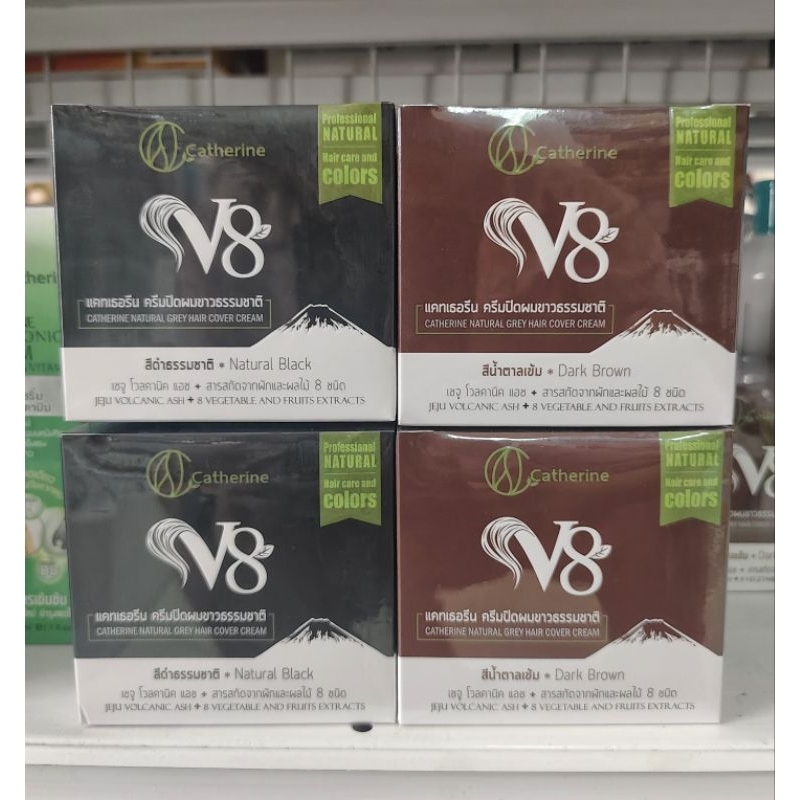 Catherine
Professional
NATURAL
Hair care and
colors
V8
แคทเธอรีน ครีมปิดผมขาวธรรมชาติ
CATHERINE NATURAL GREY HAIR COVER CREAM
สีดำธรรมชาติ * Natural Black
เชจู โวลคานิค แอช + สารสกัดจากผักและผลไม้ 8 ชนิด
JEJU VOLCANIC ASH + 8 VEGETABLE AND FRUITS EXTRACTS
Catherine
Professional
NATURAL
Hair care and
colors
V8
แคทเธอรีน ครีมปิดผมขาวธรรมชาติ
CATHERINE NATURAL GREY HAIR COVER CREAM
สีน้ำตาลเข้ม * Dark Brown
เชจู โวลคานิค แอช + สารสกัดจากผักและผลไม้ 8 ชนิด
JEJU VOLCANIC ASH + 8 VEGETABLE AND FRUITS EXTRACTS
Catherine
Professional
NATURAL
Hair care and
colors
V8
แคทเธอรีน ครีมปิดผมขาวธรรมชาติ
CATHERINE NATURAL GREY HAIR COVER CREAM
สีดำธรรมชาติ * Natural Black
เชจู โวลคานิค แอช + สารสกัดจากผักและผลไม้ 8 ชนิด
JEJU VOLCANIC ASH + 8 VEGETABLE AND FRUITS EXTRACTS
Catherine
Professional
NATURAL
Hair care and
colors
V8
แคทเธอรีน ครีมปิดผมขาวธรรมชาติ
CATHERINE NATURAL GREY HAIR COVER CREAM
สีน้ำตาลเข้ม * Dark Brown
เชจู โวลคานิค แอช + สารสกัดจากผักและผลไม้ 8 ชนิด
JEJU VOLCANIC ASH + 8 VEGETABLE AND FRUITS EXTRACTS
V8